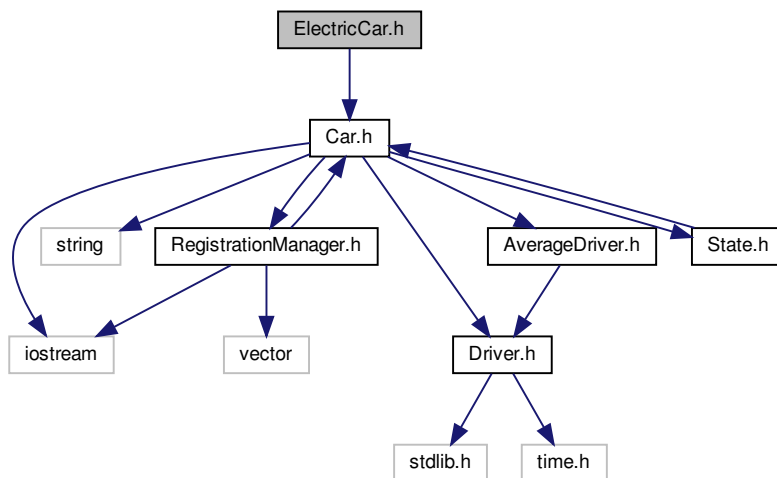 ElectricCar.h
Car.h
string
RegistrationManager.h
AverageDriver.h
State.h
iostream
vector
Driver.h
stdlib.h
time.h